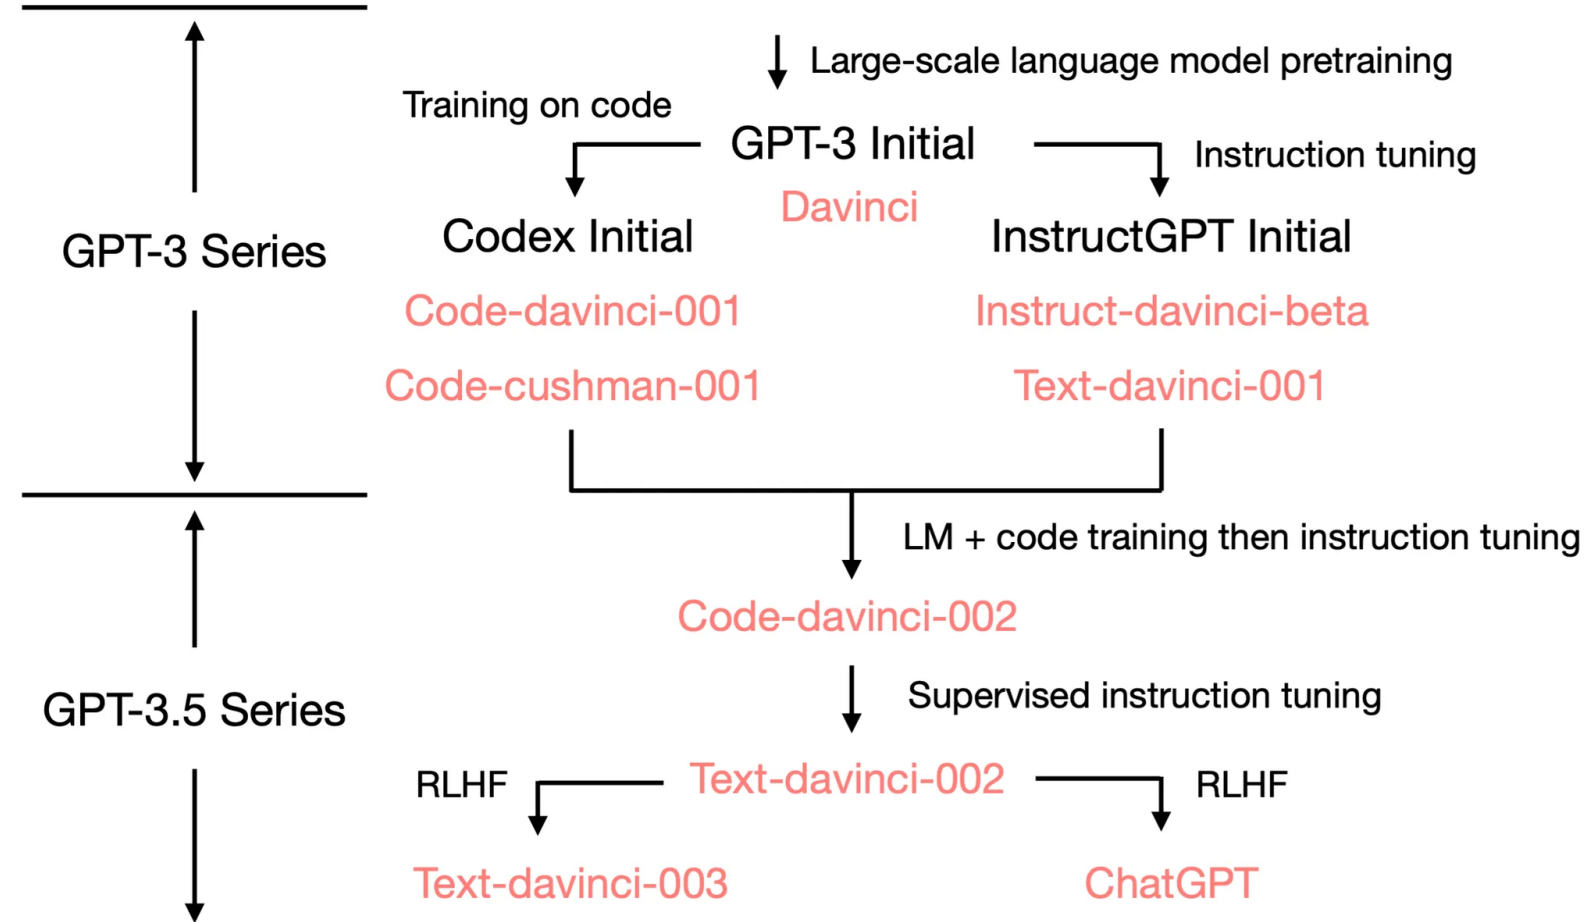 Large-scale language model pretraining
Training on code
GPT-3 Initial
Instruction tuning
Davinci
GPT-3 Series
Codex Initial
InstructGPT Initial
Code-davinci-001
Instruct-davinci-beta
Code-cushman-001
Text-davinci-001
LM + code training then instruction tuning
Code-davinci-002
GPT-3.5 Series
Supervised instruction tuning
RLHF
Text-davinci-002
RLHF
Text-davinci-003
ChatGPT